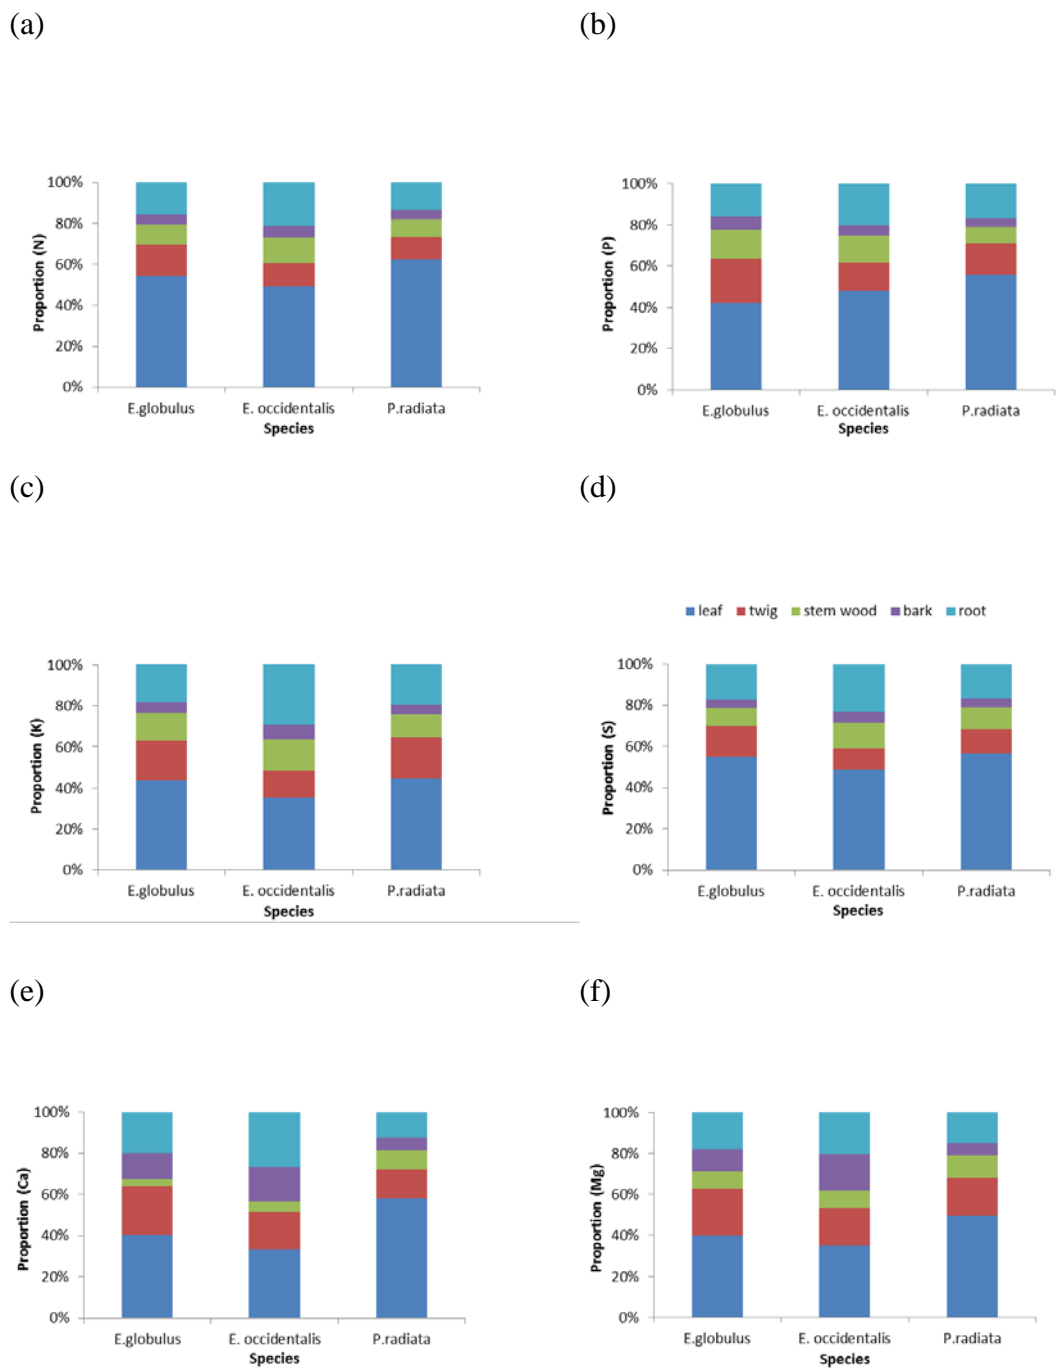 (a)
(b)
100%
80%
60%
40%
20%
0%
Proportion (N)
E.globulus E. occidentalis P.radiata
Species
100%
80%
60%
40%
20%
0%
Proportion (P)
E.globulus E. occidentalis P.radiata
Species
(c)
(d)
100%
80%
60%
40%
20%
0%
Proportion (K)
E.globulus E. occidentalis P.radiata
Species
leaf twig stem wood bark root
100%
80%
60%
40%
20%
0%
Proportion (S)
E.globulus E. occidentalis P.radiata
Species
(e)
(f)
100%
80%
60%
40%
20%
0%
Proportion (Ca)
E.globulus E. occidentalis P.radiata
Species
100%
80%
60%
40%
20%
0%
Proportion (Mg)
E.globulus E. occidentalis P.radiata
Species